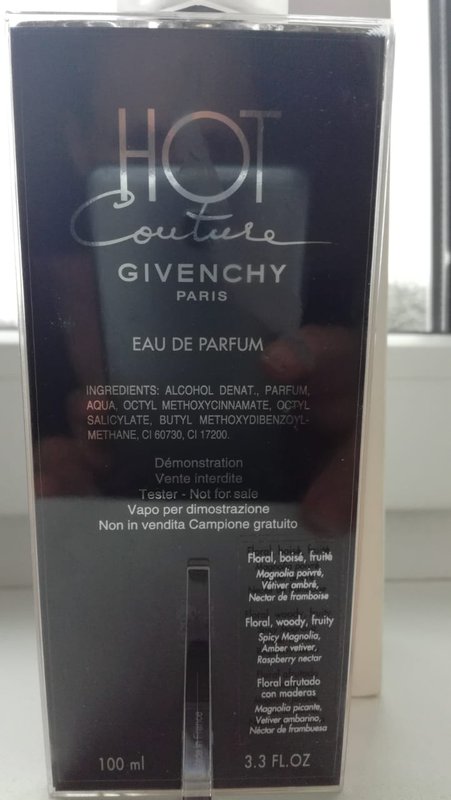 HOT
Couture
GIVENCHY
PARIS
EAU DE PARFUM
INGREDIENTS: ALCOHOL DENAT., PARFUM,
AQUA, OCTYL METHOXYCINNAMATE, OCTYL
SALICYLATE, BUTYL METHOXYDIBENZOYL-
METHANE, CI 60730, CI 17200.
Démonstration
Vente interdite
Tester - Not for sale
Vapo per dimostrazione
Non in vendita Campione gratuito
Floral, boisé, fruité
Magnolia poivré,
Vétiver ambré,
Nectar de framboise
Floral, woody, fruity
Spicy Magnolia,
Amber vetiver,
Raspberry nectar
Floral afrutado
con maderas
Magnolia picante,
Vetiver ambarino,
Néctar de frambuesa
France
100 ml
3.3 FL.OZ